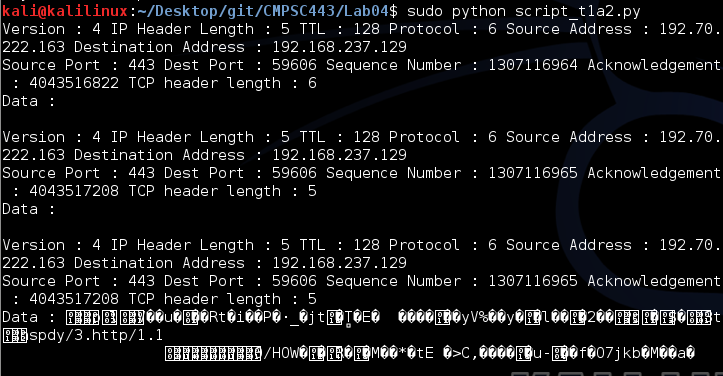 kali@kalilinux:~/Desktop/git/CMPSC443/Lab04$ sudo python script_t1a2.py
Version : 4 IP Header Length : 5 TTL : 128 Protocol : 6 Source Address : 192.70.
222.163 Destination Address : 192.168.237.129
Source Port : 443 Dest Port : 59606 Sequence Number : 1307116964 Acknowledgement
 : 4043516822 TCP header length : 6
Data :
Version : 4 IP Header Length : 5 TTL : 128 Protocol : 6 Source Address : 192.70.
222.163 Destination Address : 192.168.237.129
Source Port : 443 Dest Port : 59606 Sequence Number : 1307116965 Acknowledgement
 : 4043517208 TCP header length : 5
Data :
Version : 4 IP Header Length : 5 TTL : 128 Protocol : 6 Source Address : 192.70.
222.163 Destination Address : 192.168.237.129
Source Port : 443 Dest Port : 59606 Sequence Number : 1307116965 Acknowledgement
 : 4043517208 TCP header length : 5
Data :
spdy/3.http/1.1